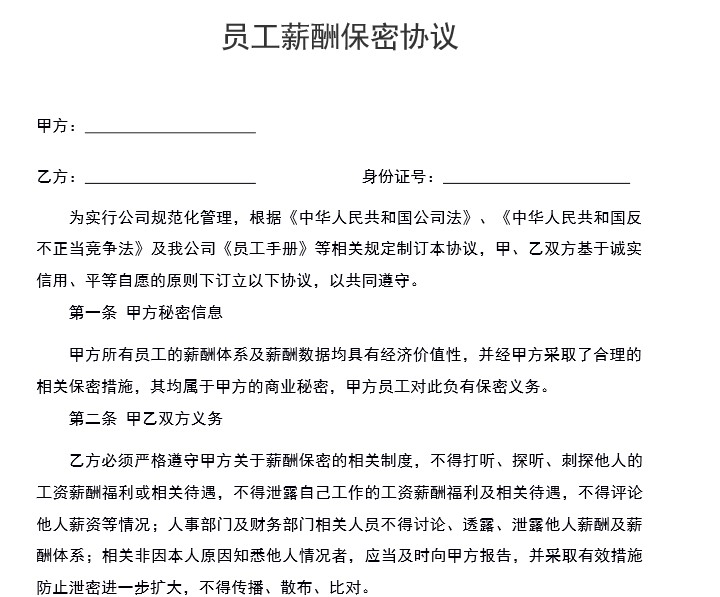 员工薪酬保密协议
甲方：
乙方： 身份证号：
为实行公司规范化管理，根据《中华人民共和国公司法》、《中华人民共和国反
不正当竞争法》及我公司《员工手册》等相关规定制订本协议，甲、乙双方基于诚实
信用、平等自愿的原则下订立以下协议，以共同遵守。
第一条 甲方秘密信息
甲方所有员工的薪酬体系及薪酬数据均具有经济价值性，并经甲方采取了合理的
相关保密措施，其均属于甲方的商业秘密，甲方员工对此负有保密义务。
第二条 甲乙双方义务
乙方必须严格遵守甲方关于薪酬保密的相关制度，不得打听、探听、刺探他人的
工资薪酬福利或相关待遇，不得泄露自己工作的工资薪酬福利及相关待遇，不得评论
他人薪资等情况；人事部门及财务部门相关人员不得讨论、透露、泄露他人薪酬及薪
酬体系；相关非因本人原因知悉他人情况者，应当及时向甲方报告，并采取有效措施
防止泄密进一步扩大，不得传播、散布、比对。